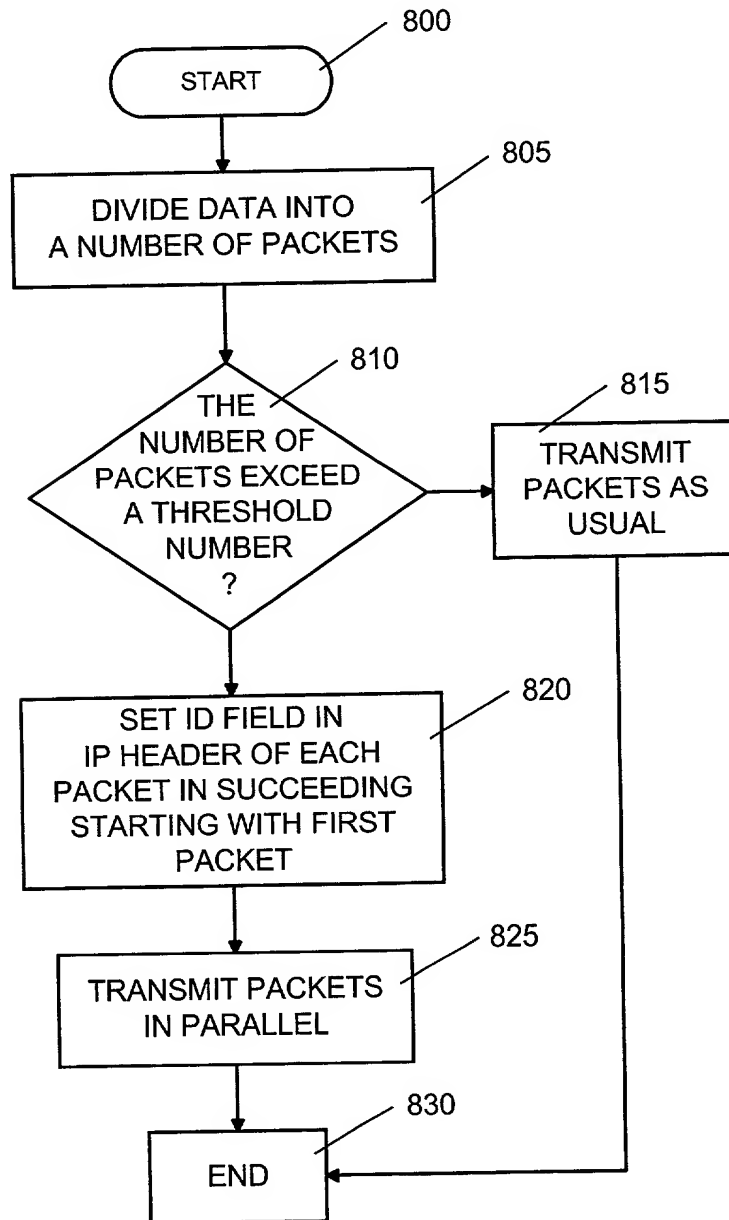 800
START
805
DIVIDE DATA INTO
A NUMBER OF PACKETS
810
THE
NUMBER OF
PACKETS EXCEED
A THRESHOLD
NUMBER
?
815
TRANSMIT
PACKETS AS
USUAL
820
SET ID FIELD IN
IP HEADER OF EACH
PACKET IN SUCCEEDING
STARTING WITH FIRST
PACKET
825
TRANSMIT PACKETS
IN PARALLEL
830
END